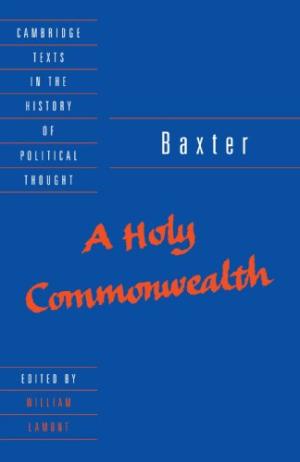 CAMBRIDGE
TEXTS
IN THE
HISTORY
OF
POLITICAL
THOUGHT
Baxter
A Holy
Commonwealth
EDITED BY
WILLIAM
LAMONT